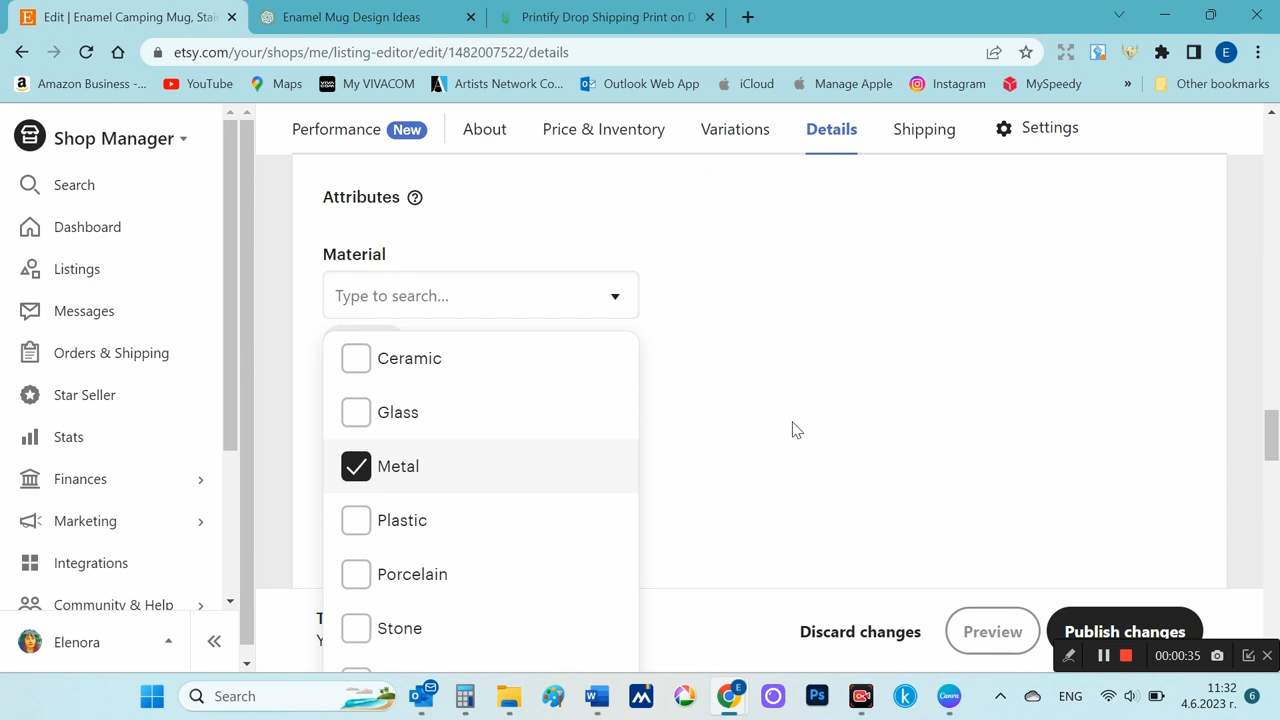 Edit | Enamel Camping Mug, Stai
Enamel Mug Design Ideas
Printify Drop Shipping Print on D
etsy.com/your/shops/me/listing-editor/edit/1482007522/details
E
Amazon Business -...
YouTube
Maps
My VIVACOM
Artists Network Co...
Outlook Web App
iCloud
Manage Apple
Instagram
MySpeedy
»
Other bookmarks
Shop Manager
Search
Dashboard
Listings
Messages
Orders & Shipping
Star Seller
Stats
Finances
Marketing
Integrations
Community & Help
Elenora
Performance New
About
Price & Inventory
Variations
Details
Shipping
Settings
Attributes
Material
Type to search...
Ceramic
Glass
Metal
Plastic
Porcelain
Stone
Discard changes
Preview
Publish changes
00:00:35
Search
ENG
11:32
4.6.2023 г.
6